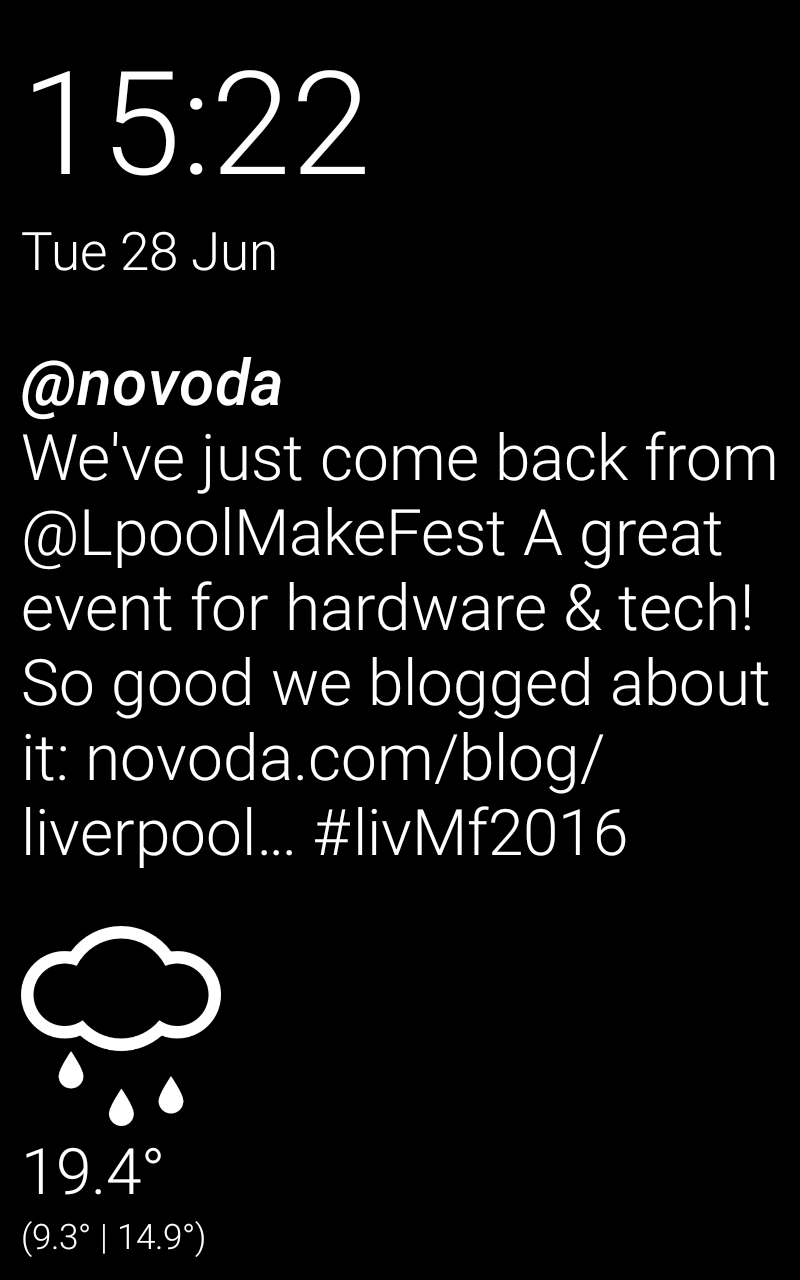 15:22
Tue 28 Jun
@novoda
We've just come back from
@LpoolMakeFest A great
event for hardware & tech!
So good we blogged about
it: novoda.com/blog/
liverpool… #livMf2016
19.4°
(9.3° | 14.9°)